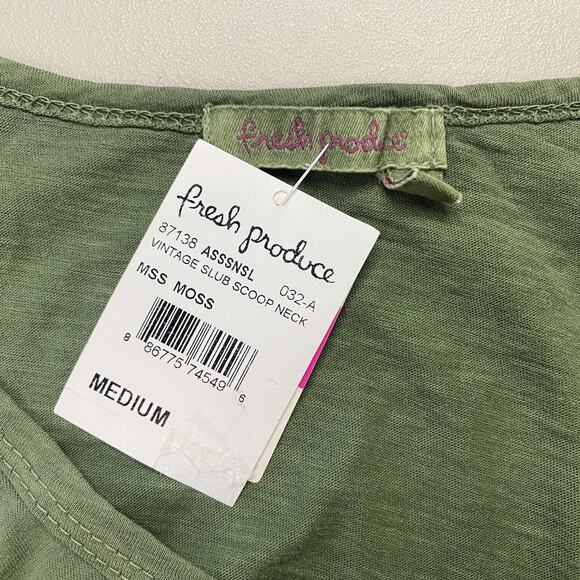 fresh produce
fresh produce
87138 ASSSNSL 032-A
VINTAGE SLUB SCOOP NECK
MSS MOSS
8 86775 74549 6
MEDIUM